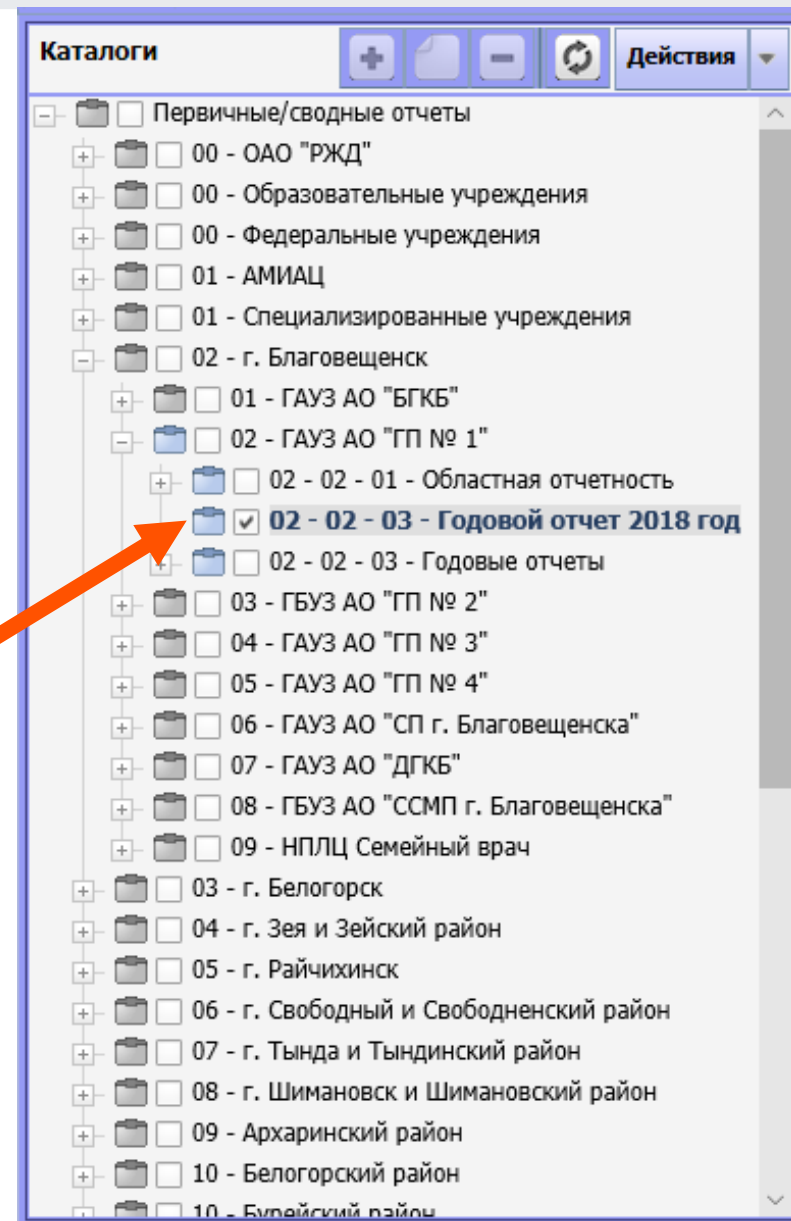 Каталоги Действия
Первичные/сводные отчеты
00 - ОАО "РЖД"
00 - Образовательные учреждения
00 - Федеральные учреждения
01 - АМИАЦ
01 - Специализированные учреждения
02 - г. Благовещенск
01 - ГАУЗ АО "БГКБ"
02 - ГАУЗ АО "ГП № 1"
02 - 02 - 01 - Областная отчетность
02 - 02 - 03 - Годовой отчет 2018 год
02 - 02 - 03 - Годовые отчеты
03 - ГБУЗ АО "ГП № 2"
04 - ГАУЗ АО "ГП № 3"
05 - ГАУЗ АО "ГП № 4"
06 - ГАУЗ АО "СП г. Благовещенска"
07 - ГАУЗ АО "ДГКБ"
08 - ГБУЗ АО "ССМП г. Благовещенска"
09 - НПЛЦ Семейный врач
03 - г. Белогорск
04 - г. Зея и Зейский район
05 - г. Райчихинск
06 - г. Свободный и Свободненский район
07 - г. Тында и Тындинский район
08 - г. Шимановск и Шимановский район
09 - Архаринский район
10 - Белогорский район
10 - Бурейский район